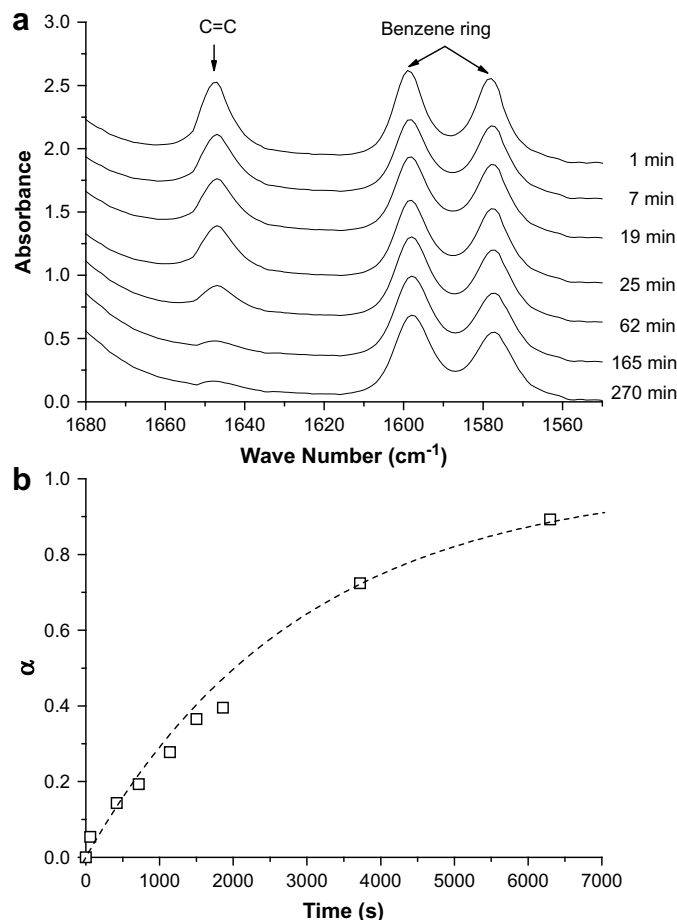 a
C=C
Benzene ring
3.0
2.5
2.0
1.5
1.0
0.5
0.0
Absorbance
1 min
7 min
19 min
25 min
62 min
165 min
270 min
1680 1660 1640 1620 1600 1580 1560
Wave Number (cm⁻¹)
b
1.0
0.8
0.6
0.4
0.2
0.0
α
0 1000 2000 3000 4000 5000 6000 7000
Time (s)